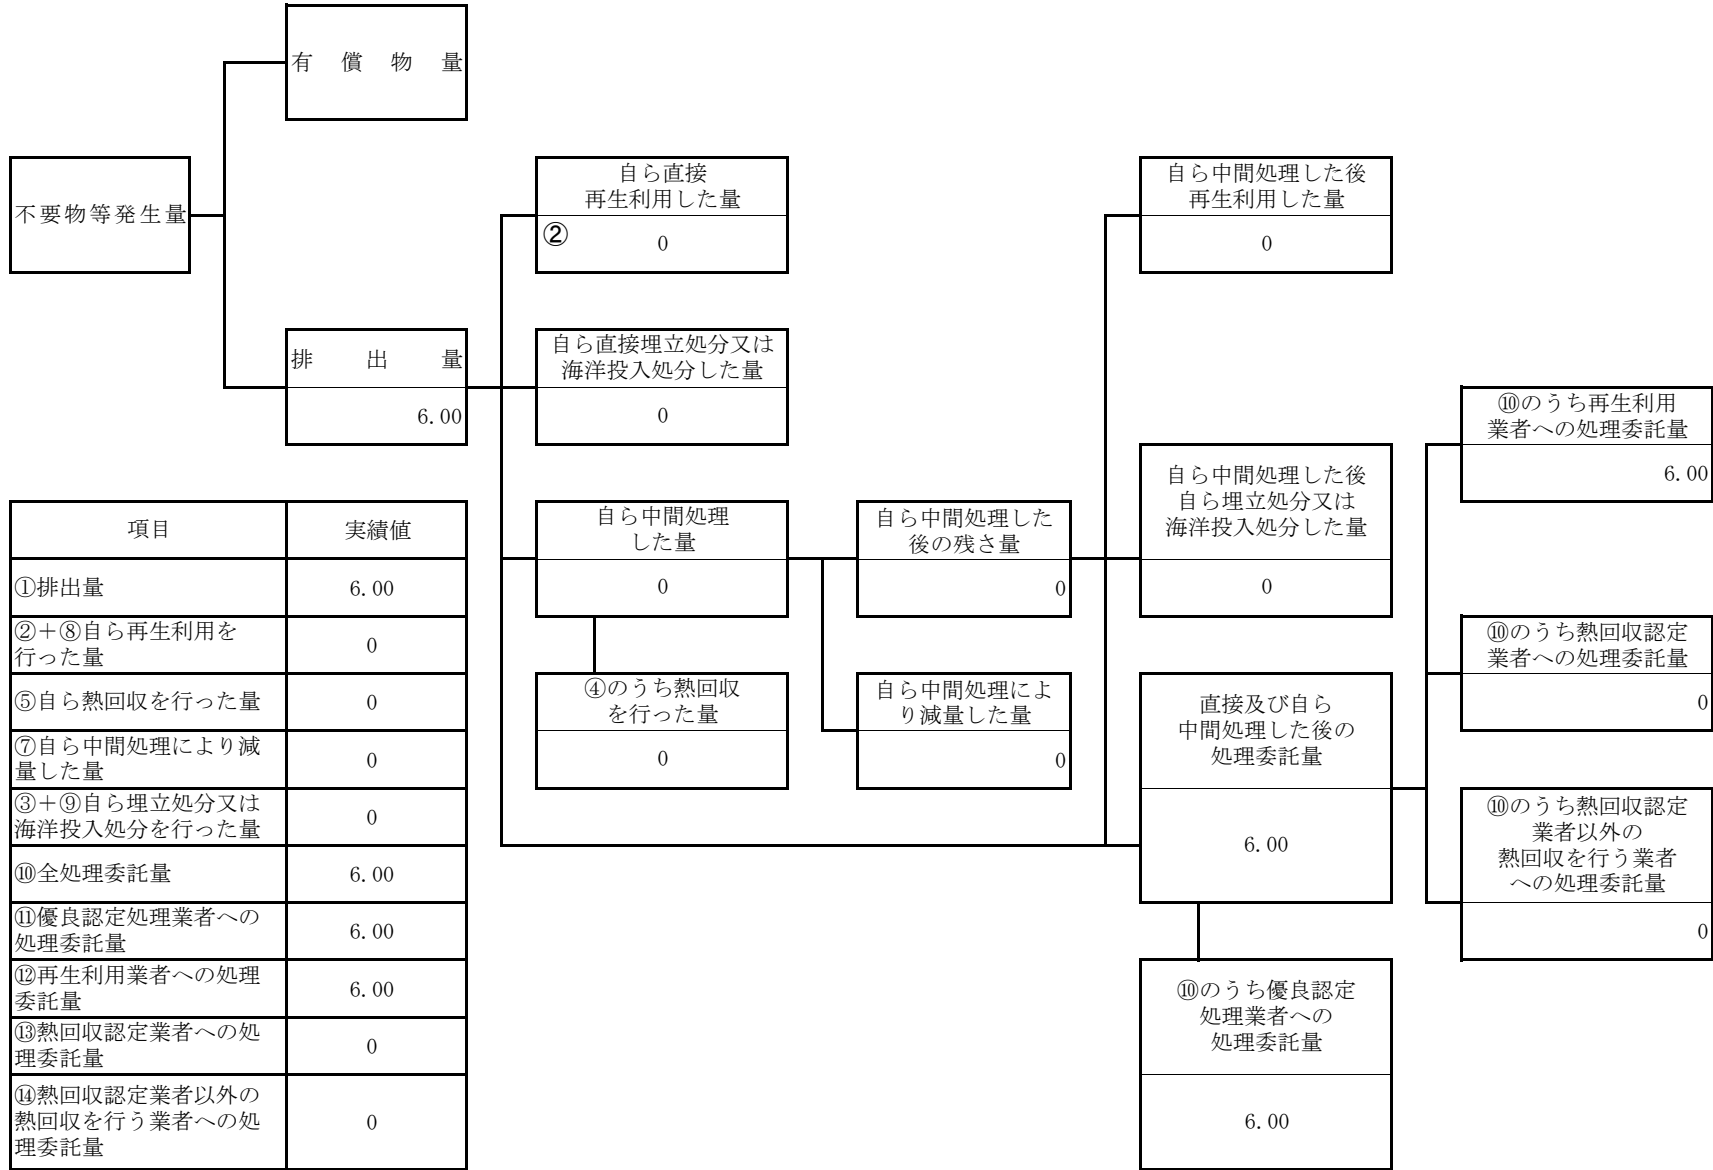 有償物量
不要物等発生量
排出量
6.00
自ら直接
再生利用した量
②
0
自ら直接埋立処分又は
海洋投入処分した量
0
自ら中間処理
した量
0
④のうち熱回収
を行った量
0
自ら中間処理した
後の残さ量
0
自ら中間処理によ
り減量した量
0
自ら中間処理した後
再生利用した量
0
自ら中間処理した後
自ら埋立処分又は
海洋投入処分した量
0
直接及び自ら
中間処理した後の
処理委託量
6.00
⑩のうち優良認定
処理業者への
処理委託量
6.00
⑩のうち再生利用
業者への処理委託量
6.00
⑩のうち熱回収認定
業者への処理委託量
0
⑩のうち熱回収認定
業者以外の
熱回収を行う業者
への処理委託量
0
項目 実績値
①排出量 6.00
②＋⑧自ら再生利用を
行った量
0
⑤自ら熱回収を行った量 0
⑦自ら中間処理により減
量した量
0
③＋⑨自ら埋立処分又は
海洋投入処分を行った量
0
⑩全処理委託量 6.00
⑪優良認定処理業者への
処理委託量
6.00
⑫再生利用業者への処理
委託量
6.00
⑬熱回収認定業者への処
理委託量
0
⑭熱回収認定業者以外の
熱回収を行う業者への処
理委託量
0